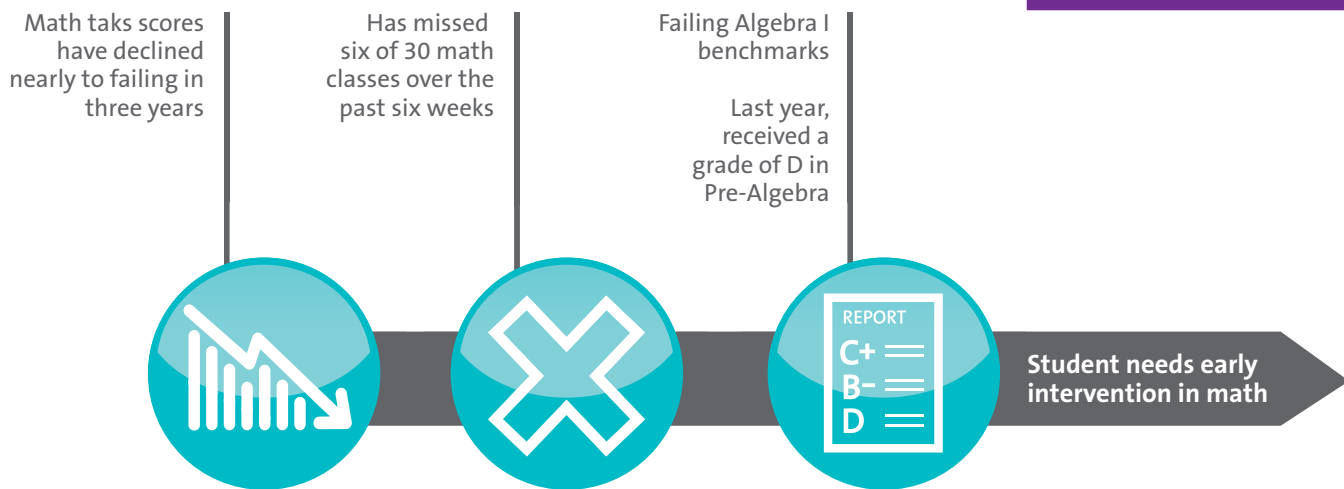 Math taks scores
have declined
nearly to failing in
three years
Has missed
six of 30 math
classes over the
past six weeks
Failing Algebra I
benchmarks
Last year,
received a
grade of D in
Pre-Algebra
REPORT
C+
B-
D
Student needs early
intervention in math